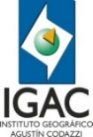 IGAC
INSTITUTO GEOGRÁFICO
AGUSTÍN CODAZZI